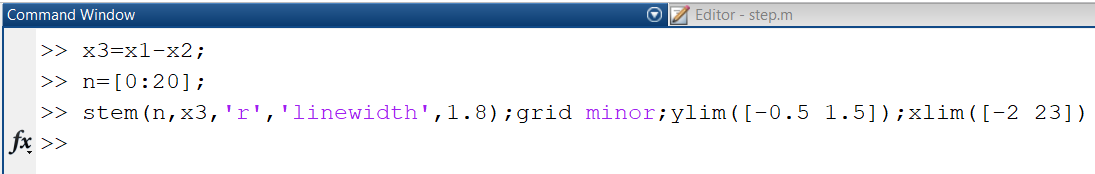 Command Window Editor - step.m
>> x3=x1-x2;
>> n=[0:20];
>> stem(n,x3,'r','linewidth',1.8);grid minor;ylim([-0.5 1.5]);xlim([-2 23])
fx >>